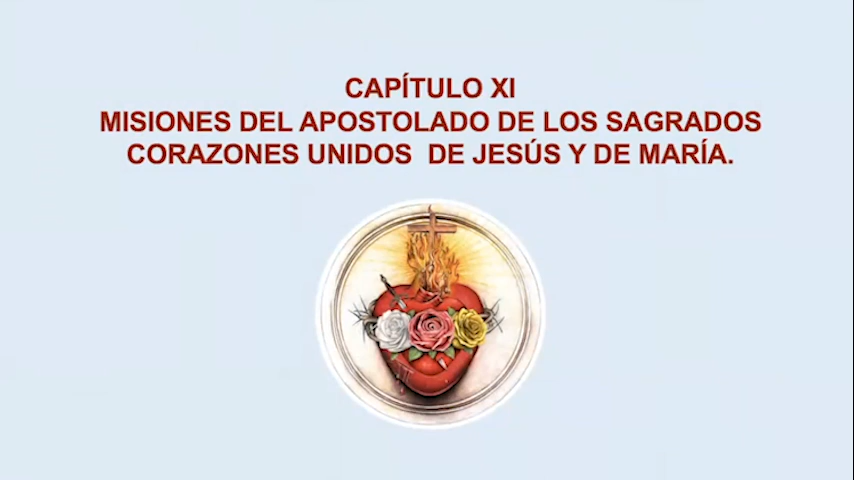 CAPÍTULO XI
MISIONES DEL APOSTOLADO DE LOS SAGRADOS
CORAZONES UNIDOS DE JESÚS Y DE MARÍA.